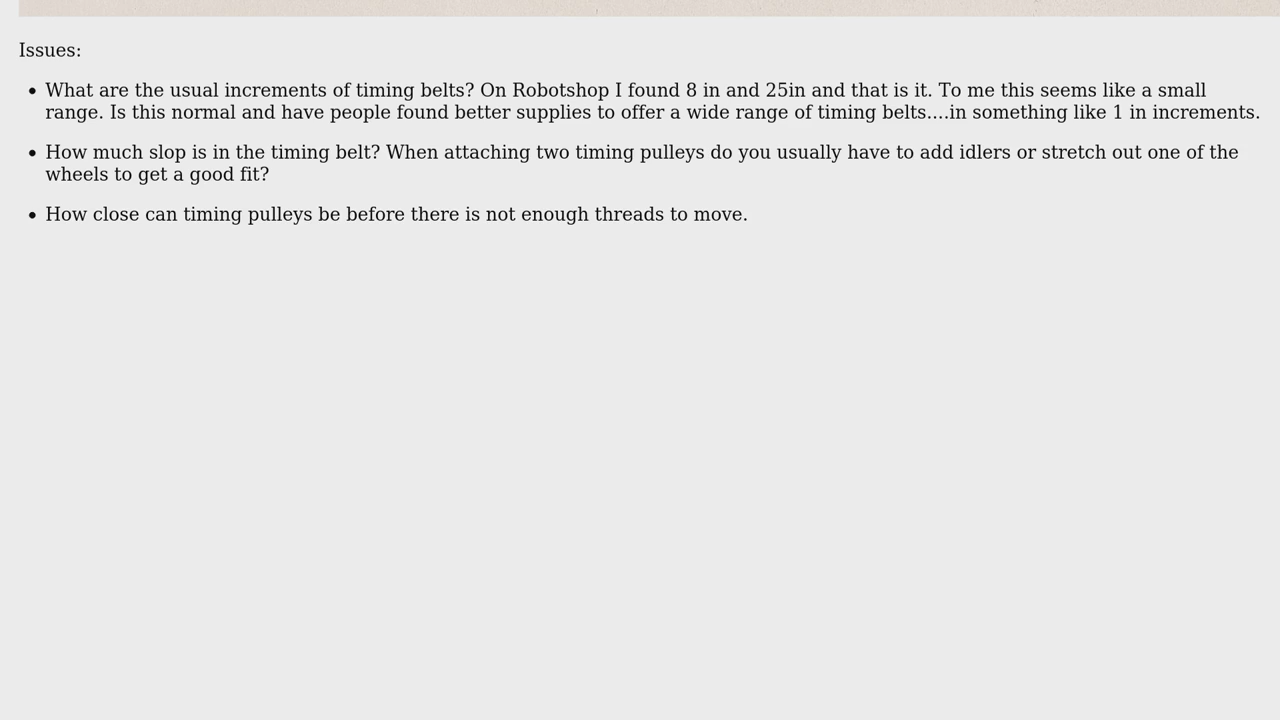 Issues:
What are the usual increments of timing belts? On Robotshop I found 8 in and 25in and that is it. To me this seems like a small
range. Is this normal and have people found better supplies to offer a wide range of timing belts....in something like 1 in increments.
How much slop is in the timing belt? When attaching two timing pulleys do you usually have to add idlers or stretch out one of the
wheels to get a good fit?
How close can timing pulleys be before there is not enough threads to move.